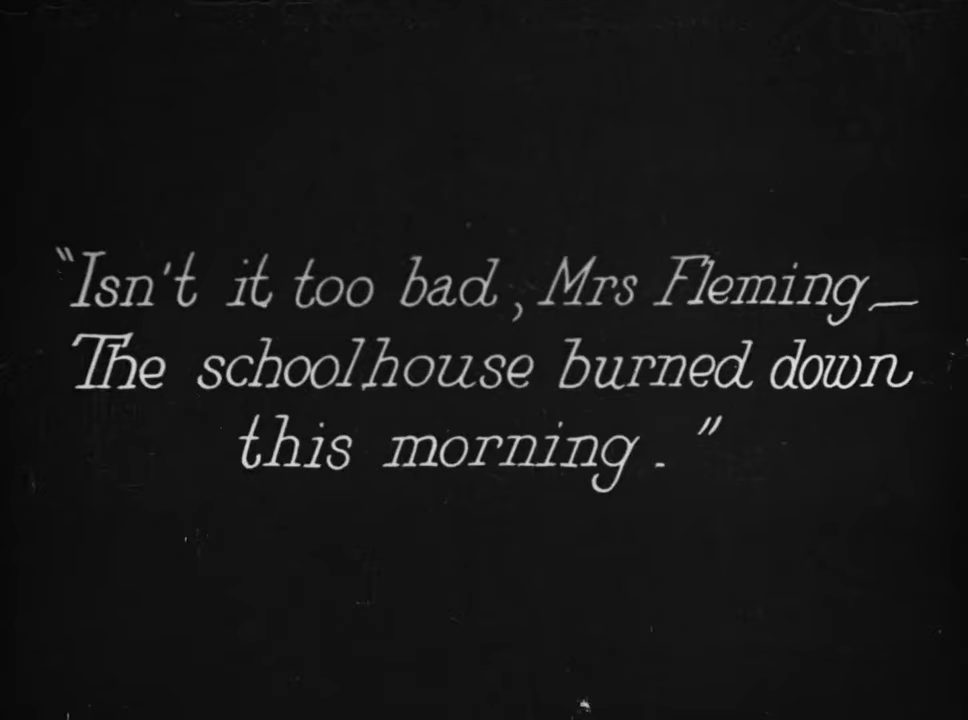 "Isn't it too bad, Mrs Fleming—
The schoolhouse burned down
this morning."